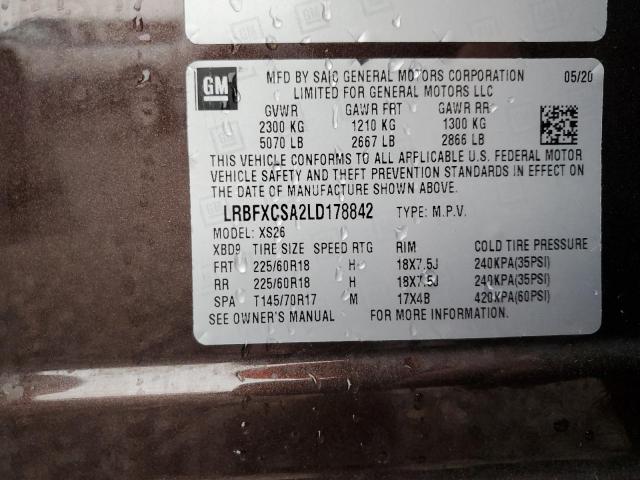 GM
MFD BY SAIC GENERAL MOTORS CORPORATION 05/20
LIMITED FOR GENERAL MOTORS LLC
GVWR GAWR FRT GAWR RR
2300 KG 1210 KG 1300 KG
5070 LB 2667 LB 2866 LB
THIS VEHICLE CONFORMS TO ALL APPLICABLE U.S. FEDERAL MOTOR
VEHICLE SAFETY AND THEFT PREVENTION STANDARDS IN EFFECT ON
THE DATE OF MANUFACTURE SHOWN ABOVE.
LRBFXCSA2LD178842 TYPE: M.P.V.
MODEL: XS26
XBD9 TIRE SIZE SPEED RTG RIM COLD TIRE PRESSURE
FRT 225/60R18 H 18X7.5J 240KPA(35PSI)
RR 225/60R18 H 18X7.5J 240KPA(35PSI)
SPA T145/70R17 M 17X4B 420KPA(60PSI)
SEE OWNER'S MANUAL FOR MORE INFORMATION.